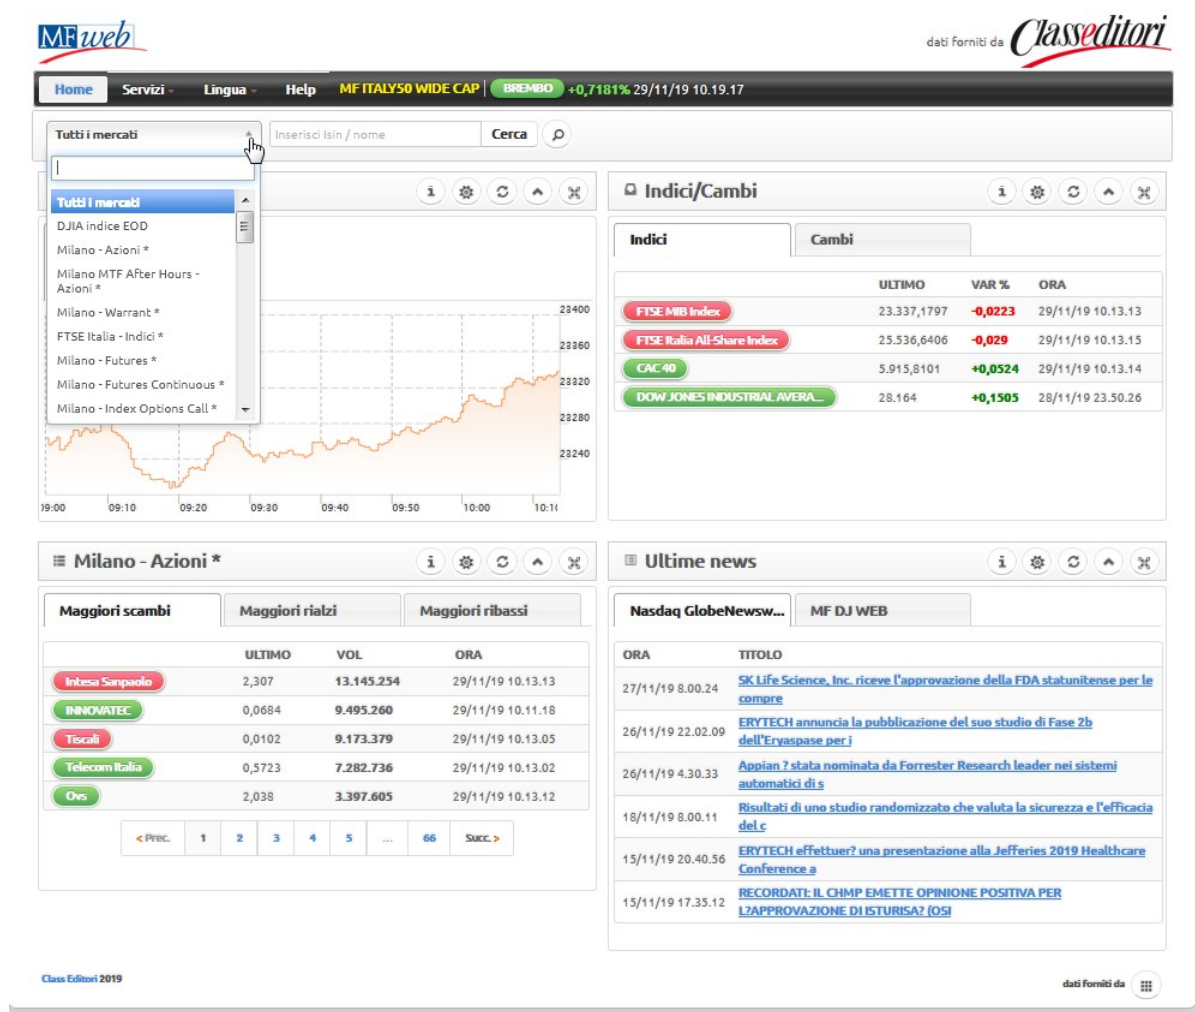 MF web
dati forniti da Classeditori
Home Servizi Lingua Help MF ITALY50 WIDE CAP BREMBO +0,7181% 29/11/19 10.19.17
Tutti i mercati Inserisci Isin / nome Cerca
Tutti i mercati
DJIA indice EOD
Milano - Azioni *
Milano MTF After Hours -
Azioni *
Milano - Warrant *
FTSE Italia - Indici *
Milano - Futures *
Milano - Futures Continuous *
Milano - Index Options Call *
23400
23360
23320
23280
23240
09:10 09:20 09:30 09:40 09:50 10:00
Indici/Cambi
Indici Cambi
ULTIMO VAR % ORA
FTSE MIB Index 23.337,1797 -0,0223 29/11/19 10.13.13
FTSE Italia All-Share Index 25.536,6406 -0,029 29/11/19 10.13.15
CAC 40 5.915,8101 +0,0524 29/11/19 10.13.14
DOW JONES INDUSTRIAL AVERA... 28.164 +0,1505 28/11/19 23.50.26
Milano - Azioni *
Maggiori scambi Maggiori rialzi Maggiori ribassi
ULTIMO VOL ORA
Intesa Sanpaolo 2,307 13.145.254 29/11/19 10.13.13
INNOVATEC 0,0684 9.495.260 29/11/19 10.11.18
Tiscali 0,0102 9.173.379 29/11/19 10.13.05
Telecom Italia 0,5723 7.282.736 29/11/19 10.13.02
Ovs 2,038 3.397.605 29/11/19 10.13.12
< Prec. 1 2 3 4 5 ... 66 Succ. >
Ultime news
Nasdaq GlobeNewsw... MF DJ WEB
ORA TITOLO
27/11/19 8.00.24 SK Life Science, Inc. riceve l'approvazione della FDA statunitense per le
compre
26/11/19 22.02.09 ERYTECH annuncia la pubblicazione del suo studio di Fase 2b
dell'Eryaspase per i
26/11/19 4.30.33 Appian ? stata nominata da Forrester Research leader nei sistemi
automatici di s
18/11/19 8.00.11 Risultati di uno studio randomizzato che valuta la sicurezza e l'efficacia
del c
15/11/19 20.40.56 ERYTECH effettuer? una presentazione alla Jefferies 2019 Healthcare
Conference a
15/11/19 17.35.12 RECORDATI: IL CHMP EMETTE OPINIONE POSITIVA PER
L?APPROVAZIONE DI ISTURISA? (OSI
Class Editori 2019
dati forniti da